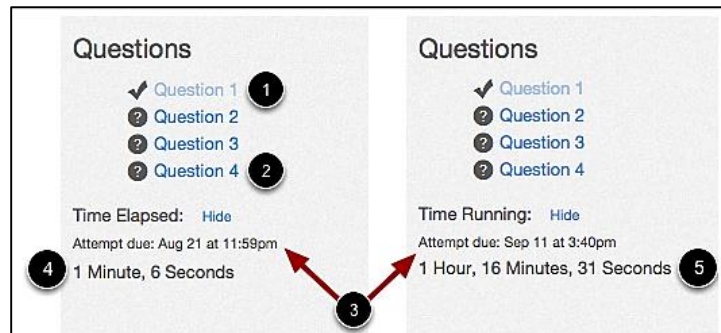 Questions
Question 1
1
? Question 2
? Question 3
? Question 4
2
Time Elapsed: Hide
Attempt due: Aug 21 at 11:59pm
4
1 Minute, 6 Seconds
3
Questions
Question 1
? Question 2
? Question 3
? Question 4
Time Running: Hide
Attempt due: Sep 11 at 3:40pm
1 Hour, 16 Minutes, 31 Seconds
5